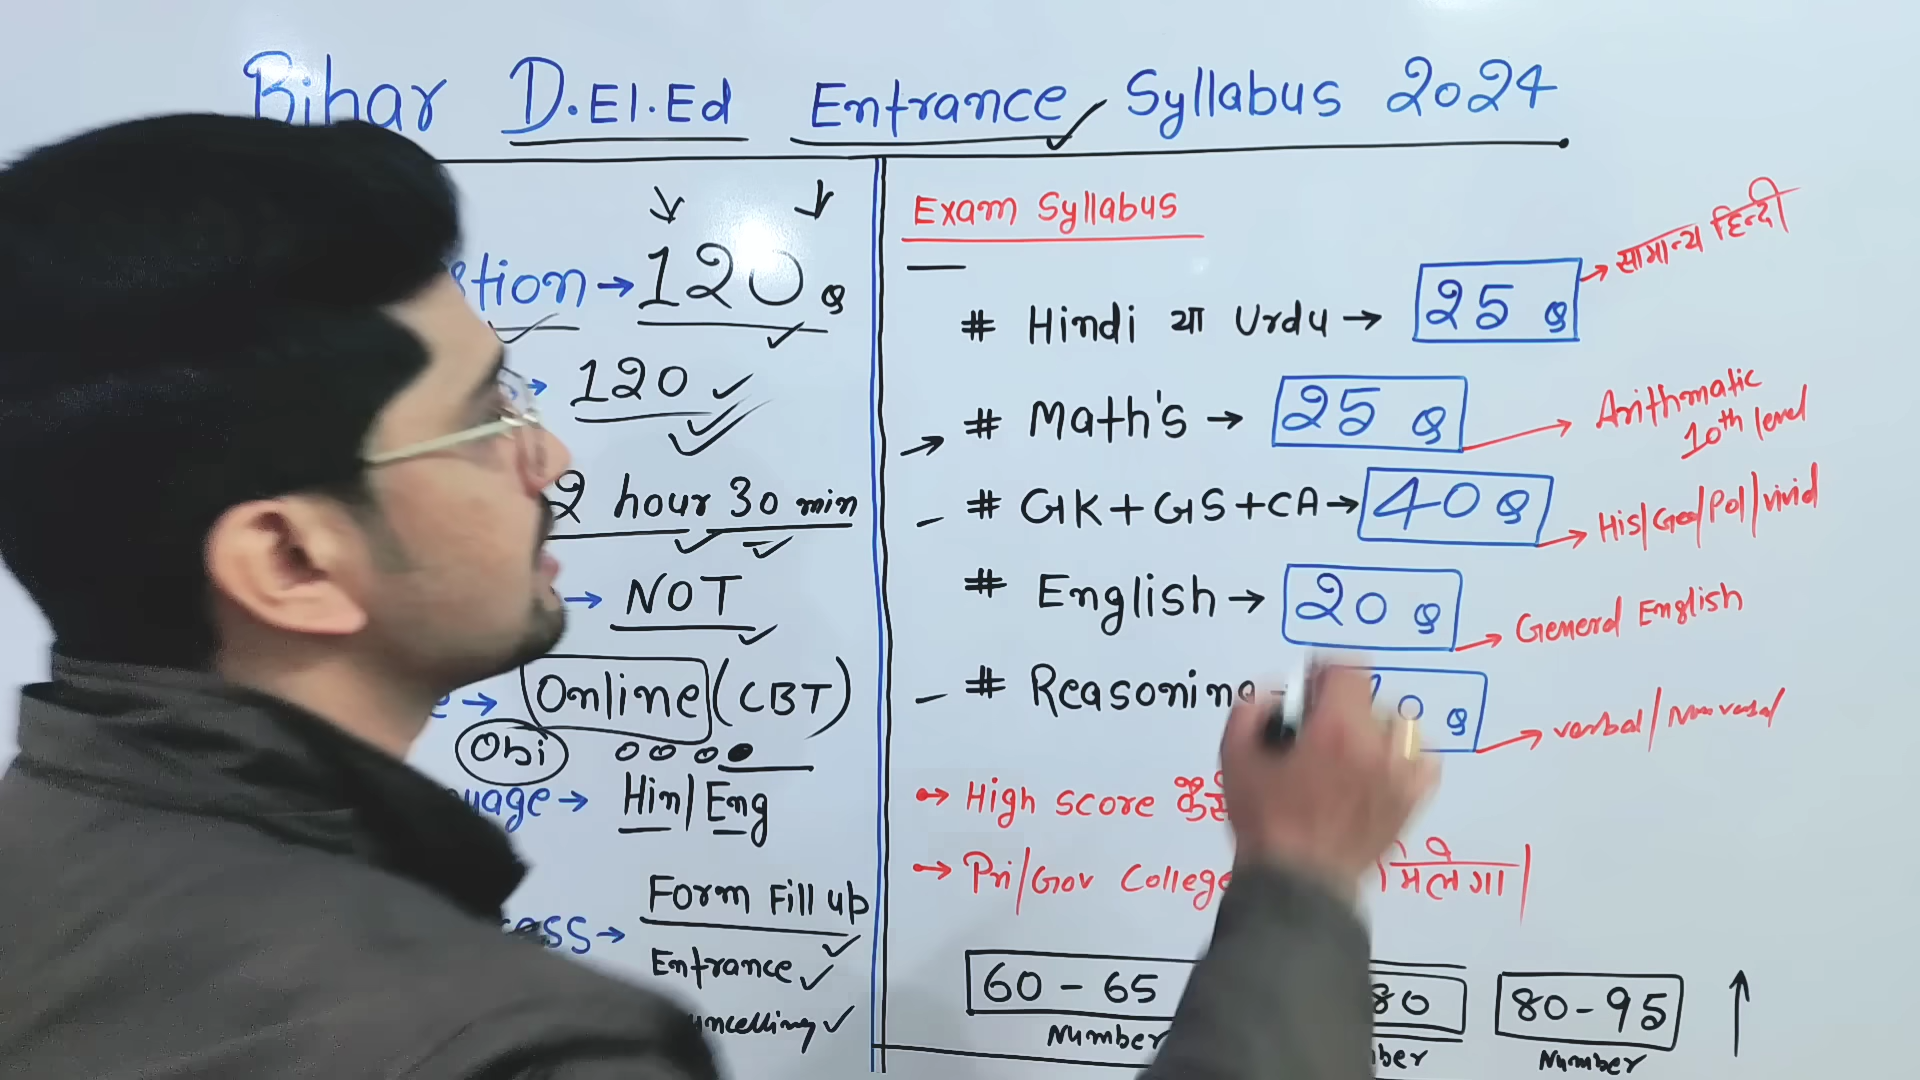 Bihar D.El.Ed Entrance Syllabus 2024
stion → 120 Q
→ 120
2 hour 30 min
→ NOT
→ Online (CBT)
Obj
uage → Hin/Eng
cess → Form Fill up
Entrance
uncelling
Exam Syllabus
# Hindi या Urdu → 25 Q → सामान्य हिन्दी
# Math's → 25 Q → Arithmatic
10th level
# GK+GS+CA → 40 Q → His/Geo/Pol/vivid
# English → 20 Q → General English
# Reasoning 10 Q → verbal/Non verbal
→ High score कैसे
→ Pri/Gov College मिलेगा
60 - 65
Number
80
ber
80-95
Number